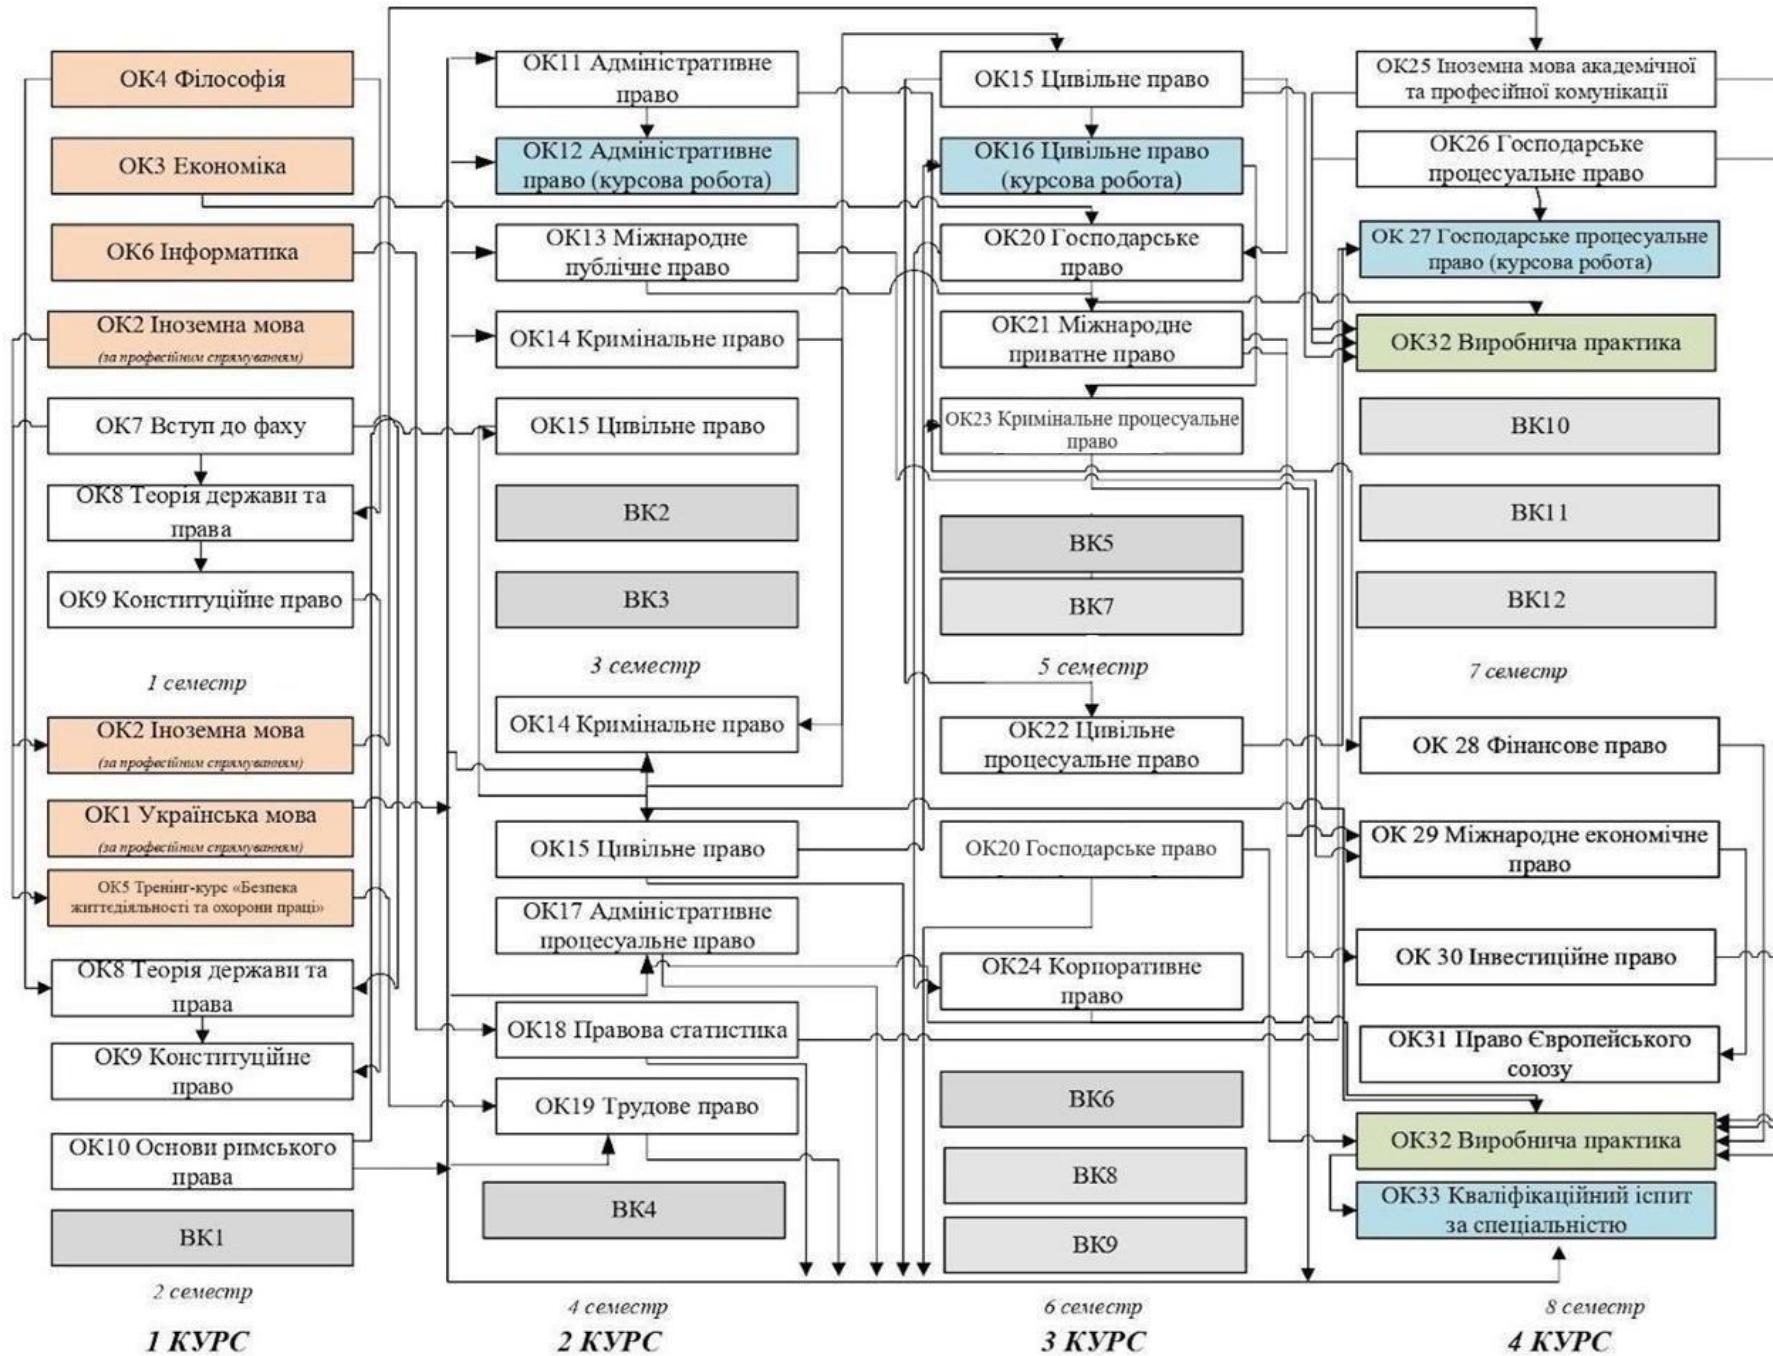 ОК4 Філософія
ОК3 Економіка
ОК6 Інформатика
ОК2 Іноземна мова
(за професійним спрямуванням)
ОК7 Вступ до фаху
ОК8 Теорія держави та
права
ОК9 Конституційне право
1 семестр
ОК2 Іноземна мова
(за професійним спрямуванням)
ОК1 Українська мова
(за професійним спрямуванням)
ОК5 Тренінг-курс «Безпека
життєдіяльності та охорони праці»
ОК8 Теорія держави та
права
ОК9 Конституційне
право
ОК10 Основи римського
права
ВК1
2 семестр
1 КУРС
ОК11 Адміністративне
право
ОК12 Адміністративне
право (курсова робота)
ОК13 Міжнародне
публічне право
ОК14 Кримінальне право
ОК15 Цивільне право
ВК2
ВК3
3 семестр
ОК14 Кримінальне право
ОК15 Цивільне право
ОК17 Адміністративне
процесуальне право
ОК18 Правова статистика
ОК19 Трудове право
ВК4
4 семестр
2 КУРС
ОК15 Цивільне право
ОК16 Цивільне право
(курсова робота)
ОК20 Господарське
право
ОК21 Міжнародне
приватне право
ОК23 Кримінальне процесуальне
право
ВК5
ВК7
5 семестр
ОК22 Цивільне
процесуальне право
ОК20 Господарське право
ОК24 Корпоративне
право
ВК6
ВК8
ВК9
6 семестр
3 КУРС
ОК25 Іноземна мова академічної
та професійної комунікації
ОК26 Господарське
процесуальне право
ОК 27 Господарське процесуальне
право (курсова робота)
ОК32 Виробнича практика
ВК10
ВК11
ВК12
7 семестр
ОК 28 Фінансове право
ОК 29 Міжнародне економічне
право
ОК 30 Інвестиційне право
ОК31 Право Європейського
союзу
ОК32 Виробнича практика
ОК33 Кваліфікаційний іспит
за спеціальністю
8 семестр
4 КУРС